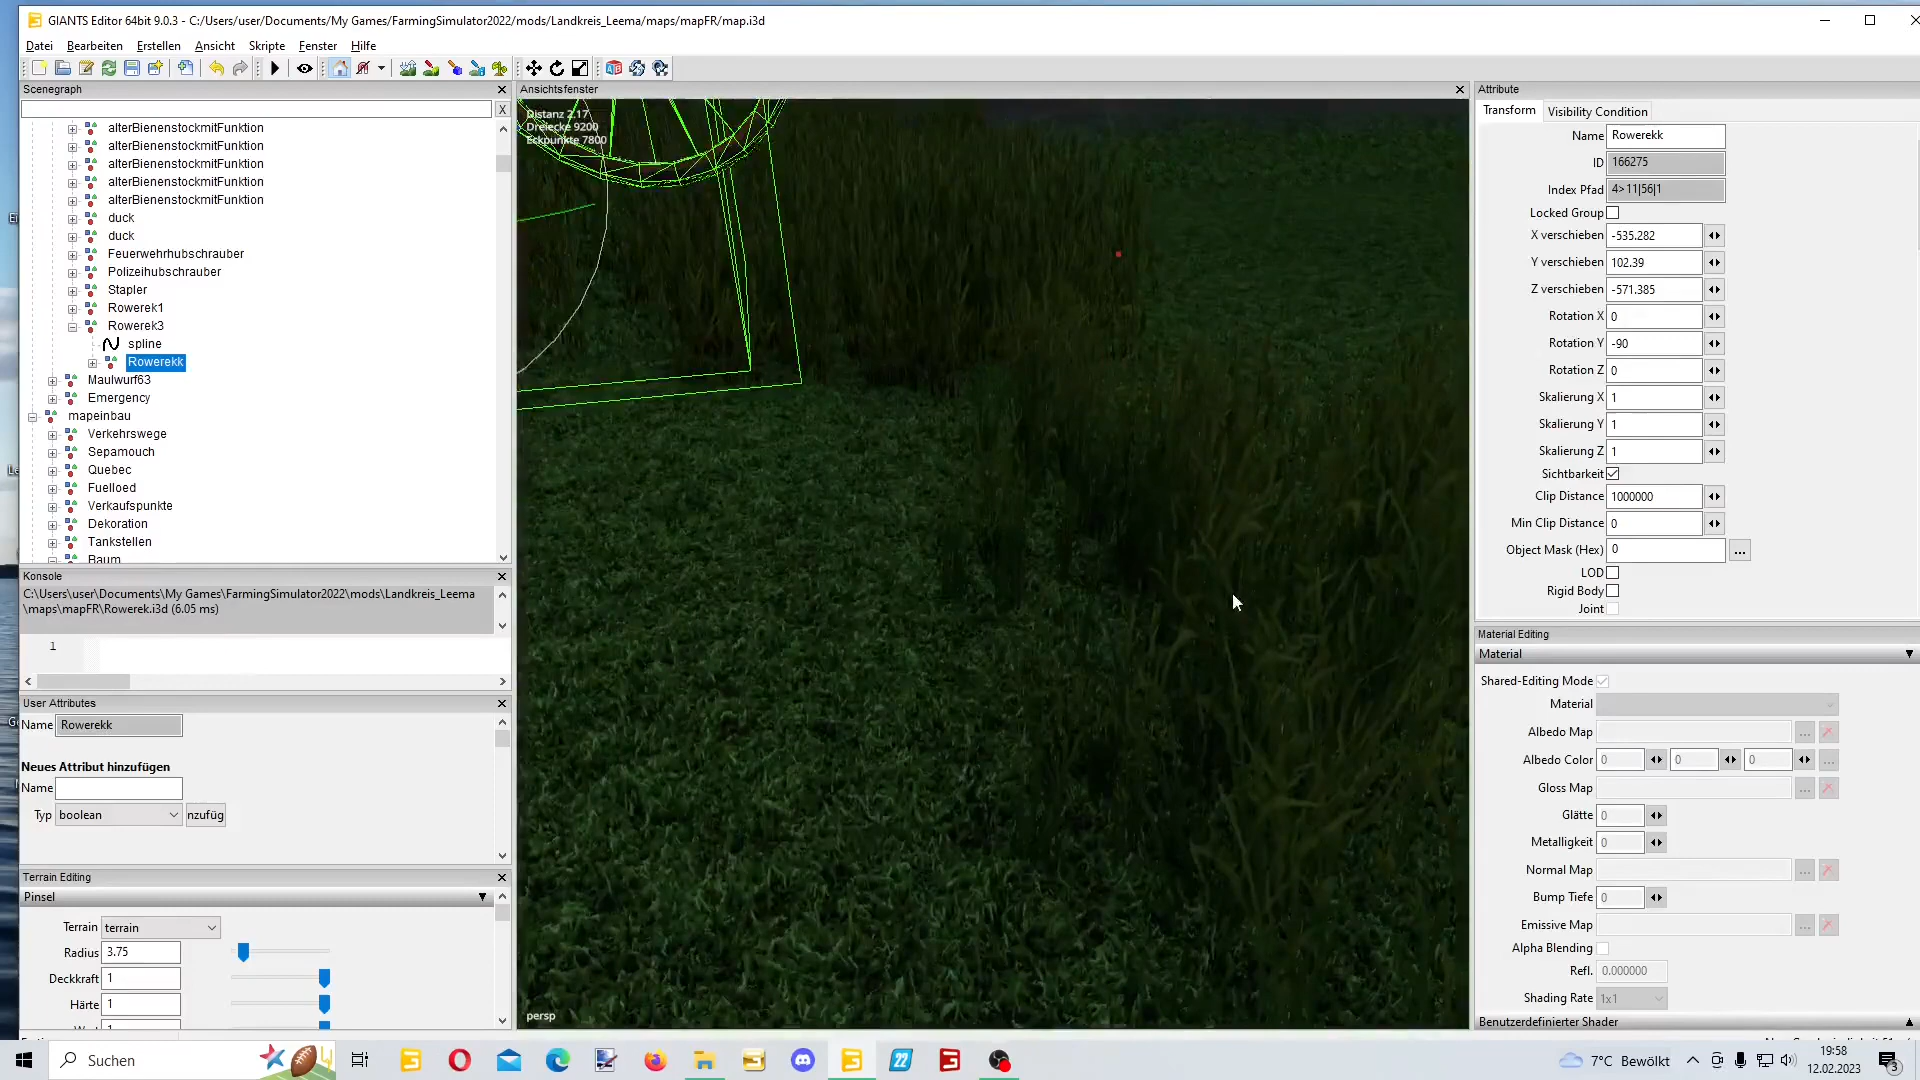 GIANTS Editor 64bit 9.0.3 - C:/Users/user/Documents/My Games/FarmingSimulator2022/mods/Landkreis_Leema/maps/mapFR/map.i3d
Datei Bearbeiten Erstellen Ansicht Skripte Fenster Hilfe
Scenegraph
X
alterBienenstockmitFunktion
alterBienenstockmitFunktion
alterBienenstockmitFunktion
alterBienenstockmitFunktion
alterBienenstockmitFunktion
duck
duck
Feuerwehrhubschrauber
Polizeihubschrauber
Stapler
Rowerek1
Rowerek3
spline
Rowerekk
Maulwurf63
Emergency
mapeinbau
Verkehrswege
Sepamouch
Quebec
Fuelloed
Verkaufspunkte
Dekoration
Tankstellen
Baum
Konsole
C:\Users\user\Documents\My Games\FarmingSimulator2022\mods\Landkreis_Leema
\maps\mapFR\Rowerek.i3d (6.05 ms)
1
User Attributes
Name Rowerekk
Neues Attribut hinzufügen
Name
Typ boolean nzufüg
Terrain Editing
Pinsel
Terrain terrain
Radius 3.75
Deckkraft 1
Härte 1
Ansichtsfenster
Distanz 2.17
Dreiecke 9200
Eckpunkte 7800
persp
Attribute
Transform Visibility Condition
Name Rowerekk
ID 166275
Index Pfad 4>11|56|1
Locked Group
X verschieben -535.282
Y verschieben 102.39
Z verschieben -571.385
Rotation X 0
Rotation Y -90
Rotation Z 0
Skalierung X 1
Skalierung Y 1
Skalierung Z 1
Sichtbarkeit
Clip Distance 1000000
Min Clip Distance 0
Object Mask (Hex) 0 ...
LOD
Rigid Body
Joint
Material Editing
Material
Shared-Editing Mode
Material
Albedo Map ...
Albedo Color 0 0 0 ...
Gloss Map ...
Glätte 0
Metalligkeit 0
Normal Map ...
Bump Tiefe 0
Emissive Map ...
Alpha Blending
Refl. 0.000000
Shading Rate 1x1
Benutzerdefinierter Shader
Suchen
22
7°C Bewölkt
19:58
12.02.2023
3